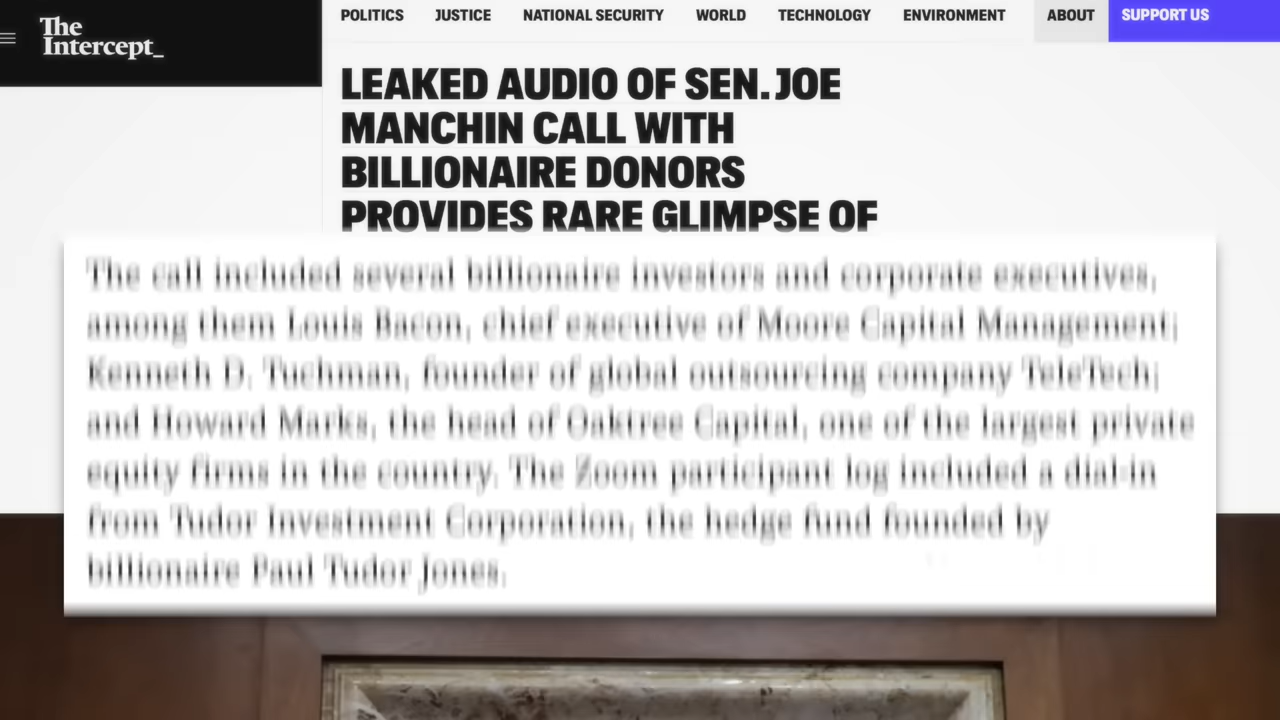 The
Intercept_
POLITICS JUSTICE NATIONAL SECURITY WORLD TECHNOLOGY ENVIRONMENT ABOUT SUPPORT US
LEAKED AUDIO OF SEN. JOE
MANCHIN CALL WITH
BILLIONAIRE DONORS
PROVIDES RARE GLIMPSE OF
The call included several billionaire investors and corporate executives,
among them Louis Bacon, chief executive of Moore Capital Management;
Kenneth D. Tuchman, founder of global outsourcing company TeleTech;
and Howard Marks, the head of Oaktree Capital, one of the largest private
equity firms in the country. The Zoom participant log included a dial-in
from Tudor Investment Corporation, the hedge fund founded by
billionaire Paul Tudor Jones.